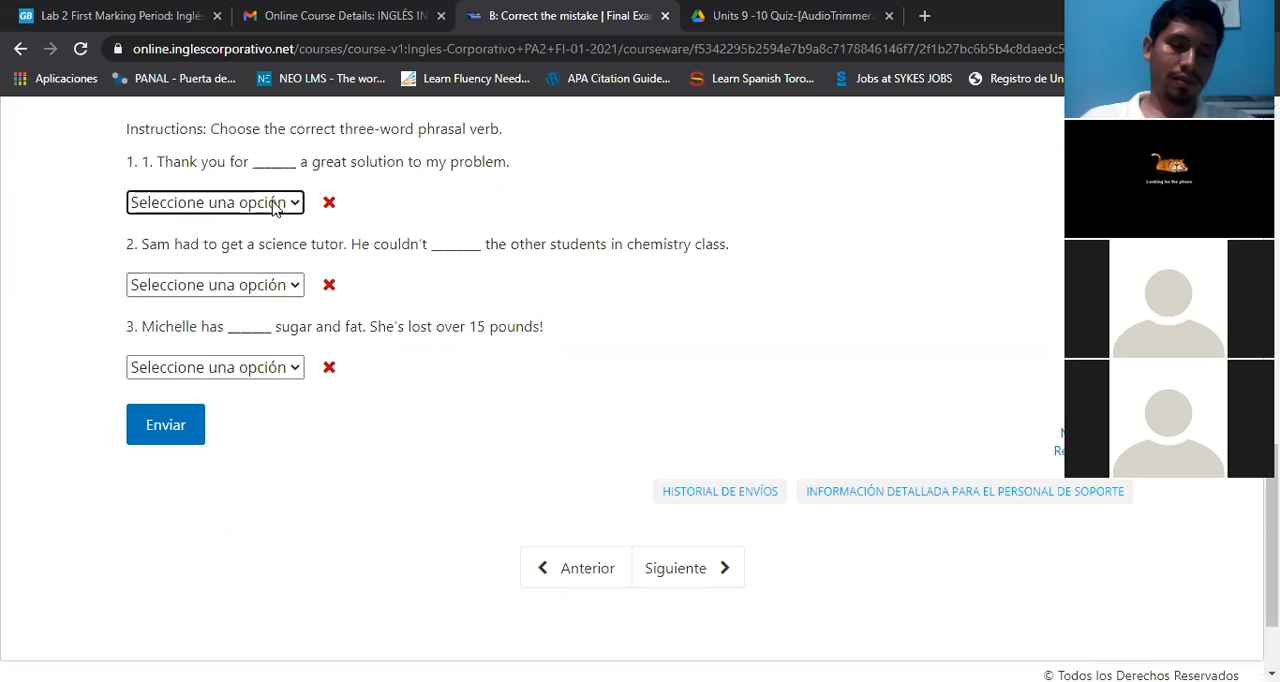 Lab 2 First Marking Period: Inglé
Online Course Details: INGLÉS IN
B: Correct the mistake | Final Exa
Units 9 -10 Quiz-[AudioTrimmer.
online.inglescorporativo.net/courses/course-v1:Ingles-Corporativo+PA2+FI-01-2021/courseware/f5342295b2594e7b9a8c7178846146f7/2f1b27bc6b5b4c8daedc5
Aplicaciones
PANAL - Puerta de...
NEO LMS - The wor...
Learn Fluency Need...
APA Citation Guide...
Learn Spanish Toro...
Jobs at SYKES JOBS
Registro de Un
Instructions: Choose the correct three-word phrasal verb.
1. 1. Thank you for _______ a great solution to my problem.
Seleccione una opción
2. Sam had to get a science tutor. He couldn't ________ the other students in chemistry class.
Seleccione una opción
3. Michelle has _______ sugar and fat. She's lost over 15 pounds!
Seleccione una opción
Enviar
HISTORIAL DE ENVÍOS
INFORMACIÓN DETALLADA PARA EL PERSONAL DE SOPORTE
Anterior
Siguiente
© Todos los Derechos Reservados